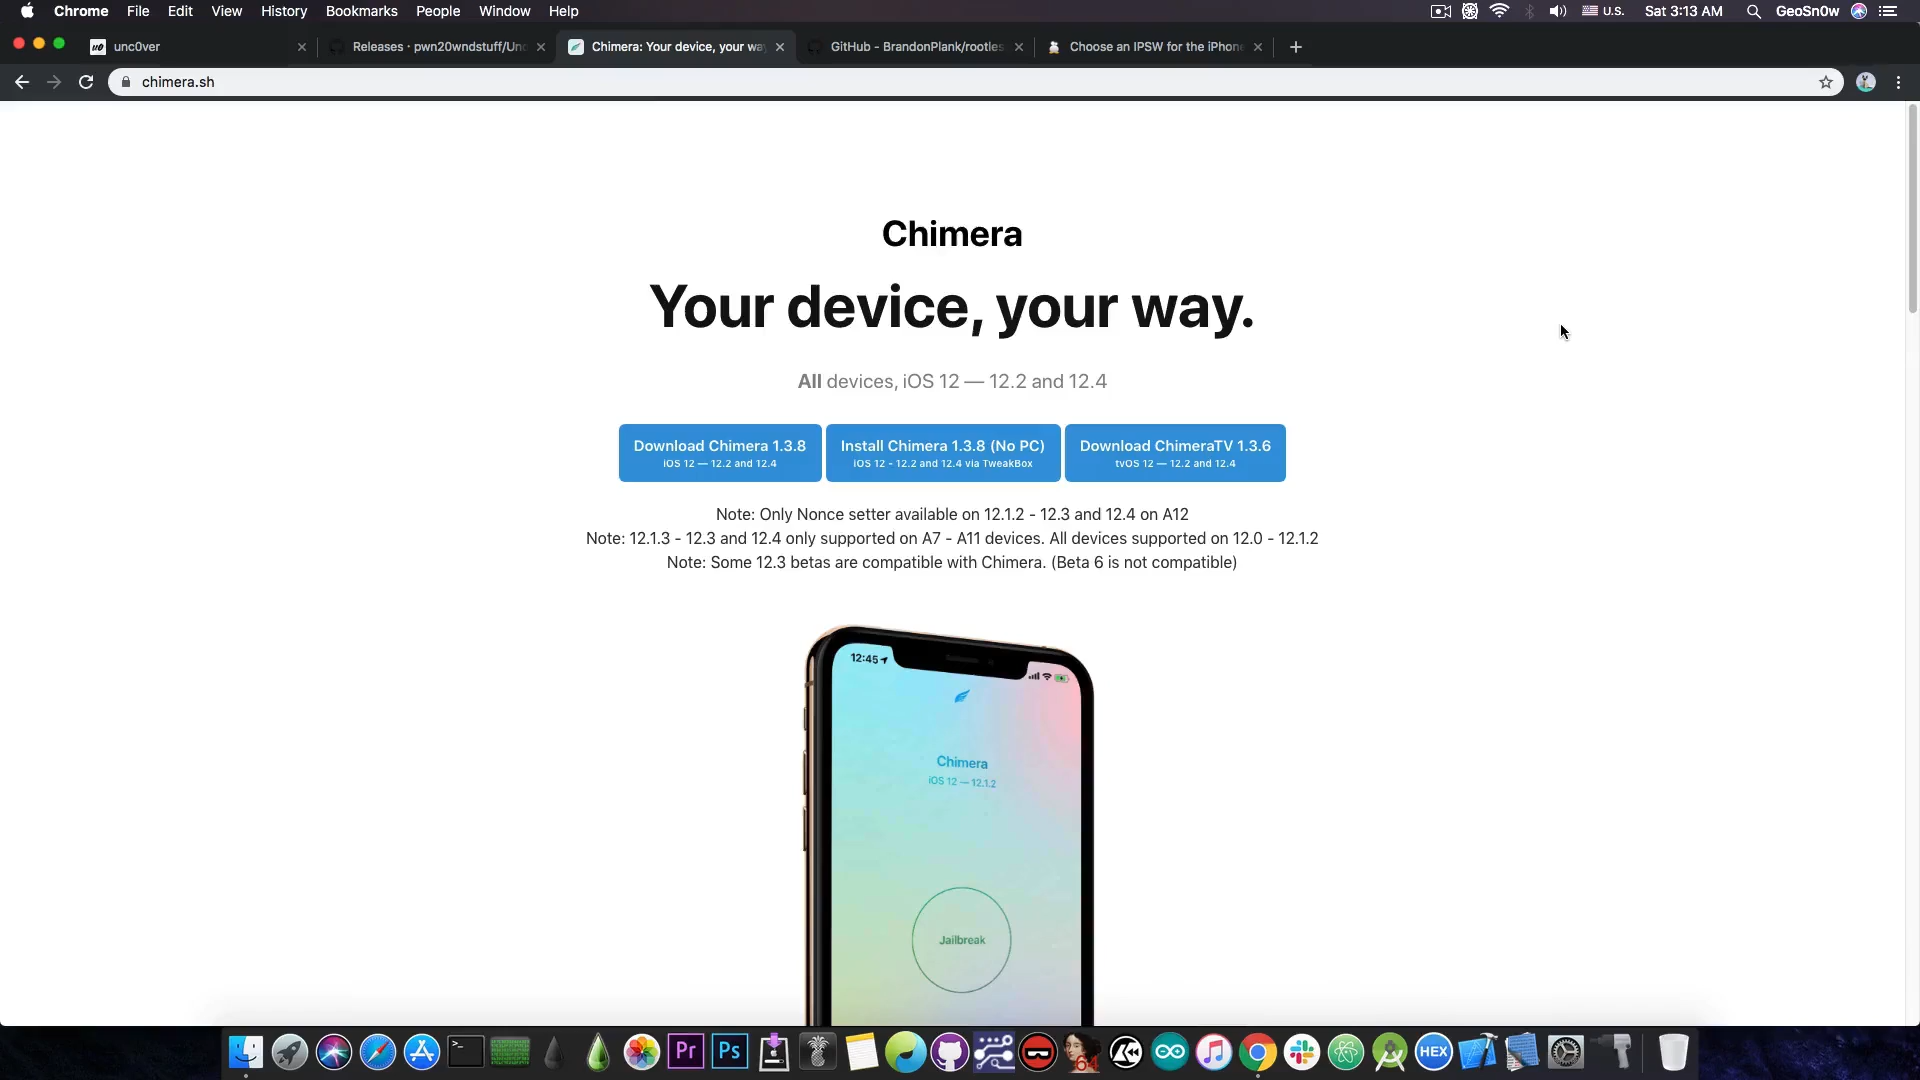 Chrome File Edit View History Bookmarks People Window Help U.S. Sat 3:13 AM GeoSn0w
unc0ver
Releases · pwn20wndstuff/Unc
Chimera: Your device, your way
GitHub - BrandonPlank/rootles
Choose an IPSW for the iPhone
chimera.sh
Chimera
Your device, your way.
All devices, iOS 12 — 12.2 and 12.4
Download Chimera 1.3.8
iOS 12 — 12.2 and 12.4
Install Chimera 1.3.8 (No PC)
iOS 12 - 12.2 and 12.4 via TweakBox
Download ChimeraTV 1.3.6
tvOS 12 — 12.2 and 12.4
Note: Only Nonce setter available on 12.1.2 - 12.3 and 12.4 on A12
Note: 12.1.3 - 12.3 and 12.4 only supported on A7 - A11 devices. All devices supported on 12.0 - 12.1.2
Note: Some 12.3 betas are compatible with Chimera. (Beta 6 is not compatible)
12:45
Chimera
iOS 12 — 12.1.2
Jailbreak
Pr
Ps
64
HEX